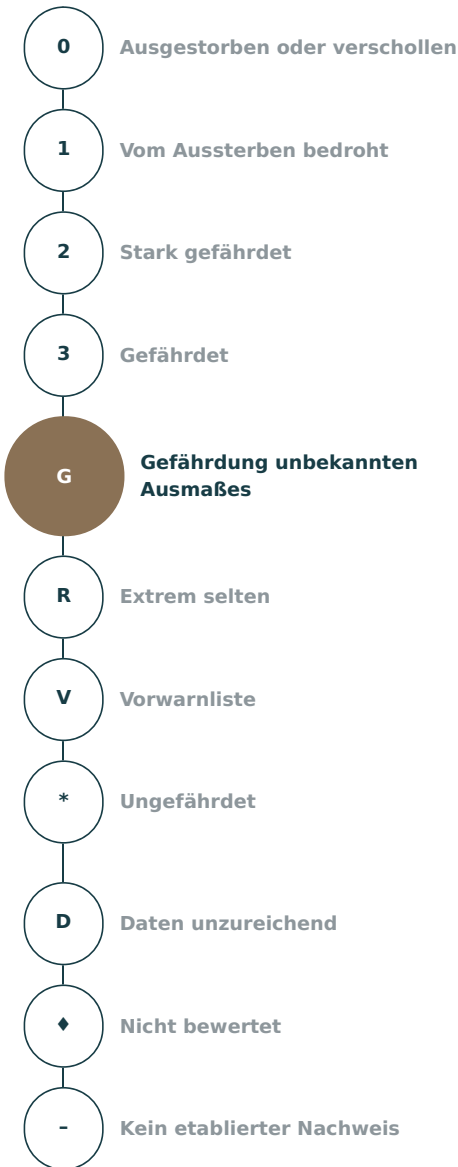 0 Ausgestorben oder verschollen
1 Vom Aussterben bedroht
2 Stark gefährdet
3 Gefährdet
G Gefährdung unbekannten
Ausmaßes
R Extrem selten
V Vorwarnliste
* Ungefährdet
D Daten unzureichend
♦ Nicht bewertet
– Kein etablierter Nachweis